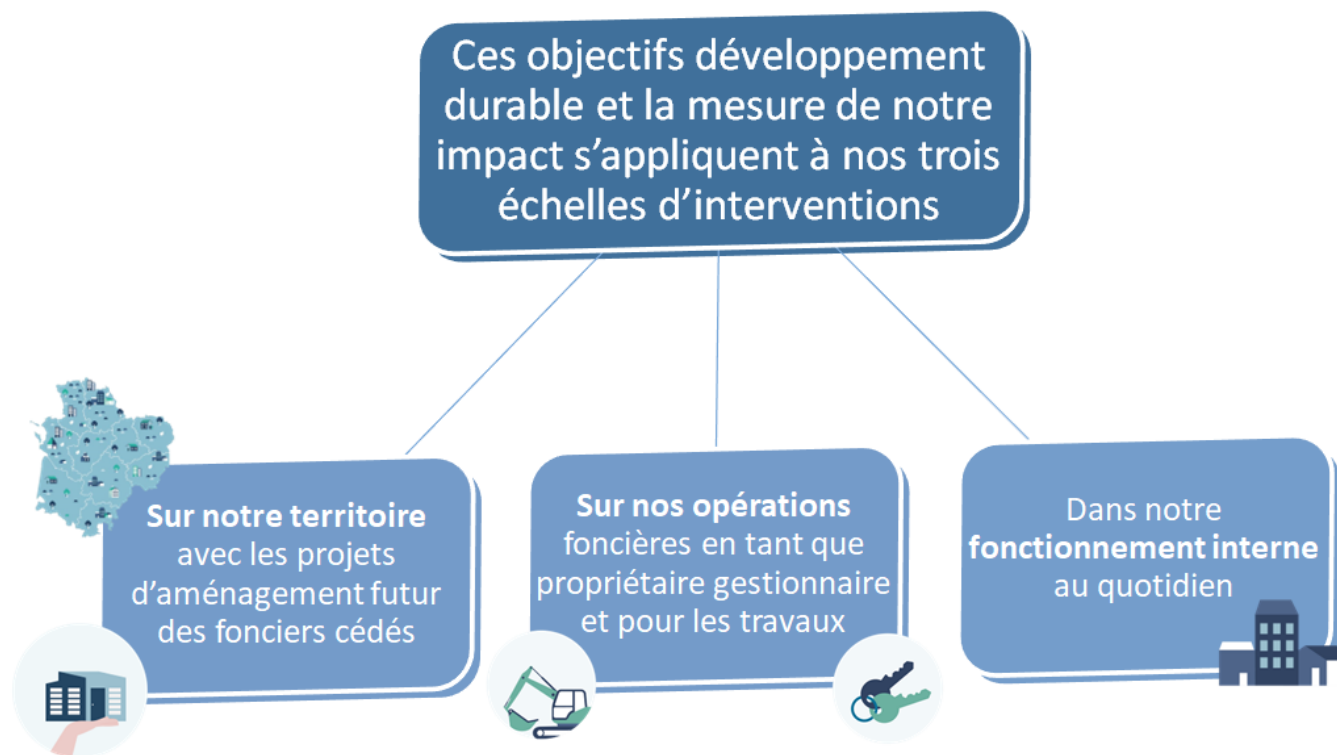 Ces objectifs développement
durable et la mesure de notre
impact s’appliquent à nos trois
échelles d’interventions
Sur notre territoire
avec les projets
d’aménagement futur
des fonciers cédés
Sur nos opérations
foncières en tant que
propriétaire gestionnaire
et pour les travaux
Dans notre
fonctionnement interne
au quotidien